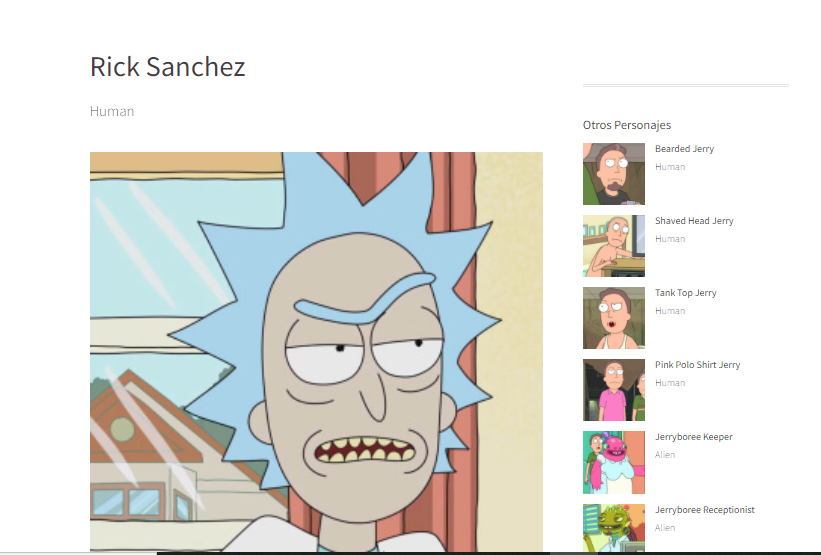 Rick Sanchez
Human
Otros Personajes
Bearded Jerry
Human
Shaved Head Jerry
Human
Tank Top Jerry
Human
Pink Polo Shirt Jerry
Human
Jerryboree Keeper
Alien
Jerryboree Receptionist
Alien